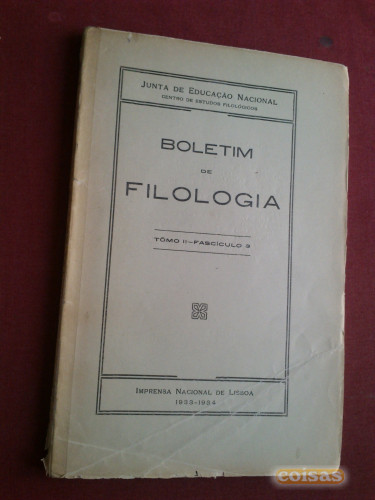 JUNTA DE EDUCAÇÃO NACIONAL
CENTRO DE ESTUDOS FILOLÓGICOS
BOLETIM
DE
FILOLOGIA
TÔMO II—FASCÍCULO 3
IMPRENSA NACIONAL DE LISBOA
1933-1934
coisas